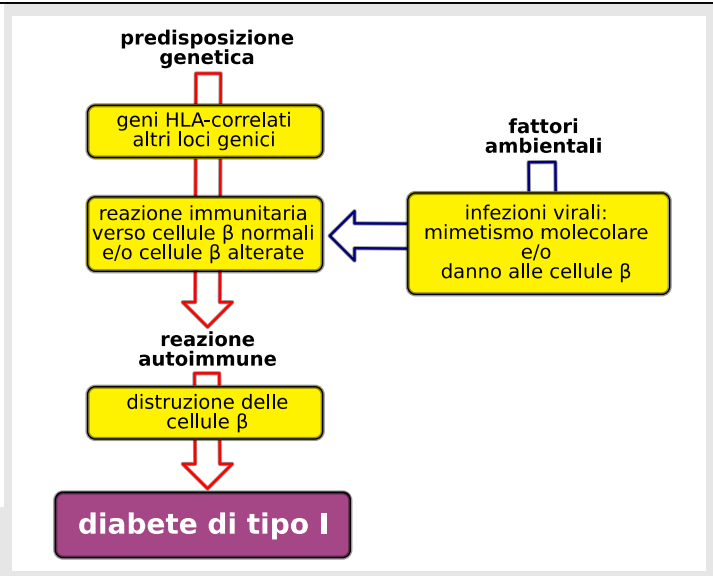 predisposizione
genetica
geni HLA-correlati
altri loci genici
fattori
ambientali
reazione immunitaria
verso cellule β normali
e/o cellule β alterate
infezioni virali:
mimetismo molecolare
e/o
danno alle cellule β
reazione
autoimmune
distruzione delle
cellule β
diabete di tipo I